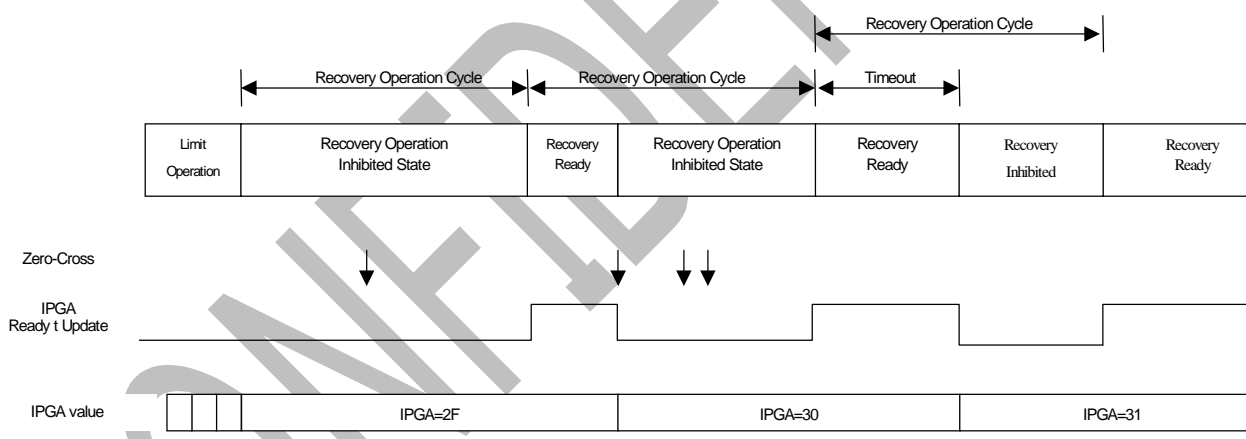 Recovery Operation Cycle
Recovery Operation Cycle
Recovery Operation Cycle
Timeout
Limit
Operation
Recovery Operation
Inhibited State
Recovery
Ready
Recovery Operation
Inhibited State
Recovery
Ready
Recovery
Inhibited
Recovery
Ready
Zero-Cross
IPGA
Ready t Update
IPGA value
IPGA=2F
IPGA=30
IPGA=31